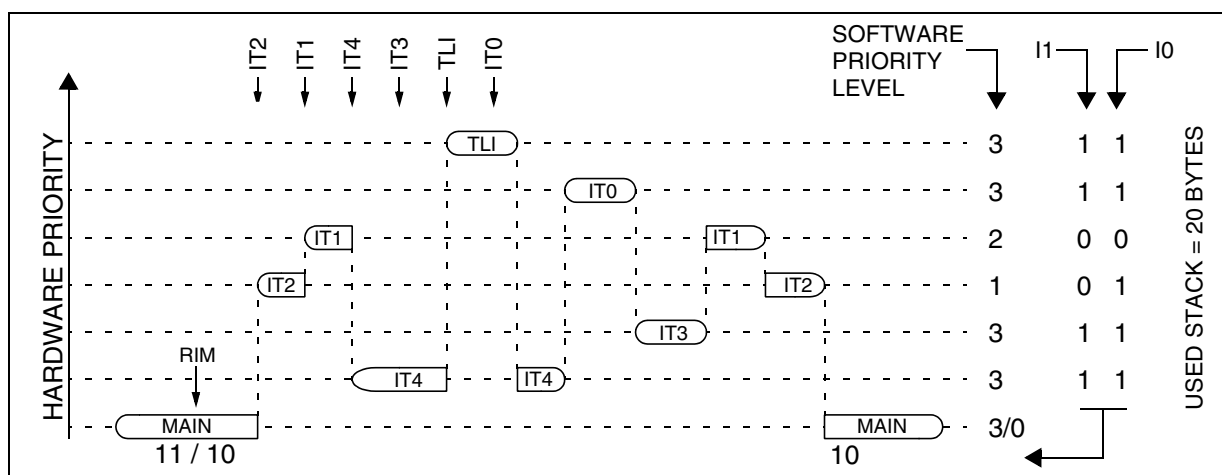 IT2
IT1
IT4
IT3
TLI
IT0
SOFTWARE
PRIORITY
LEVEL
I1
I0
HARDWARE PRIORITY
TLI
3
1 1
IT0
3
1 1
IT1
IT1
2
0 0
IT2
IT2
1
0 1
IT3
3
1 1
RIM
IT4
IT4
3
1 1
MAIN
MAIN
3/0
11 / 10
10
USED STACK = 20 BYTES